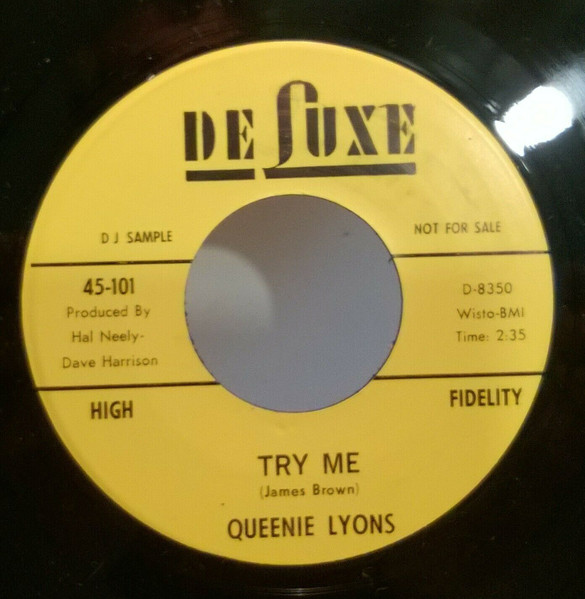 DE LUXE
D J SAMPLE
NOT FOR SALE
45-101
Produced By
Hal Neely-
Dave Harrison
D-8350
Wisto-BMI
Time: 2:35
HIGH
FIDELITY
TRY ME
(James Brown)
QUEENIE LYONS